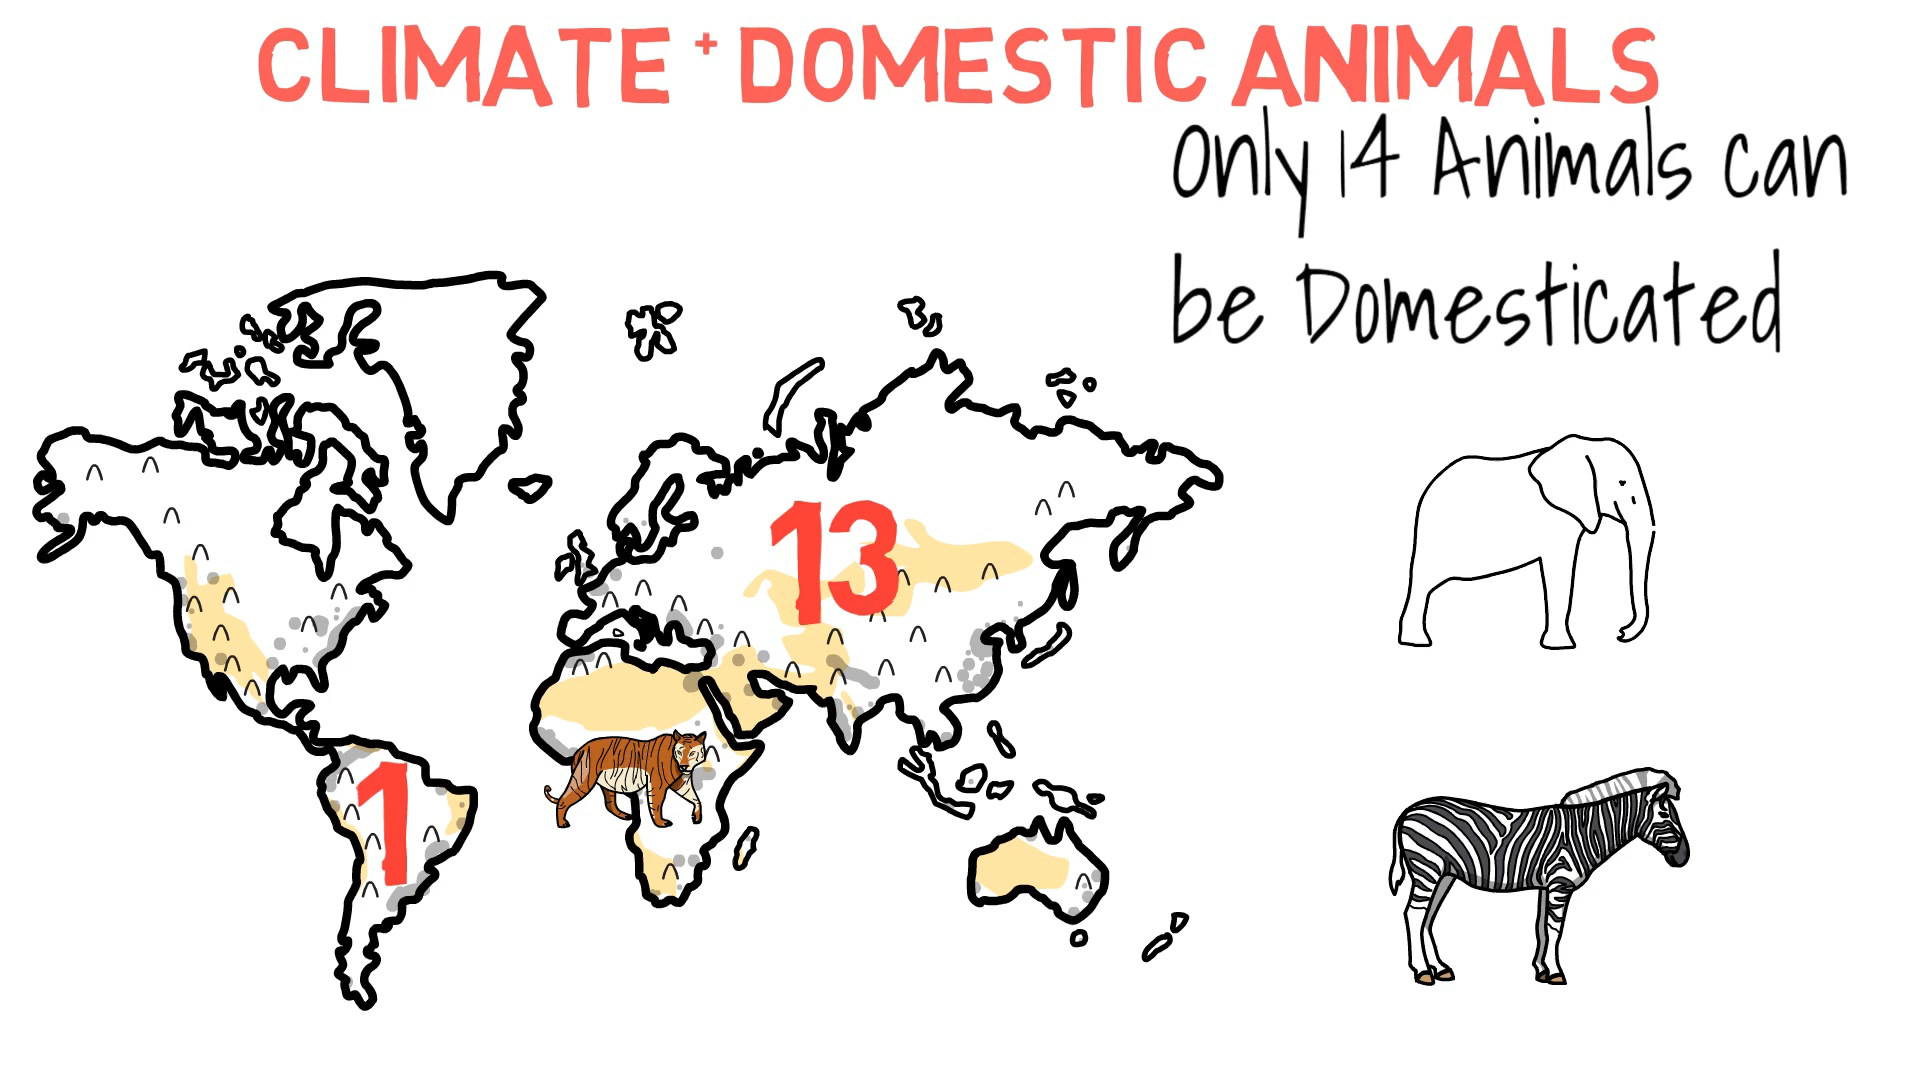 CLIMATE + DOMESTIC ANIMALS
Only 14 Animals can
be Domesticated
13
1